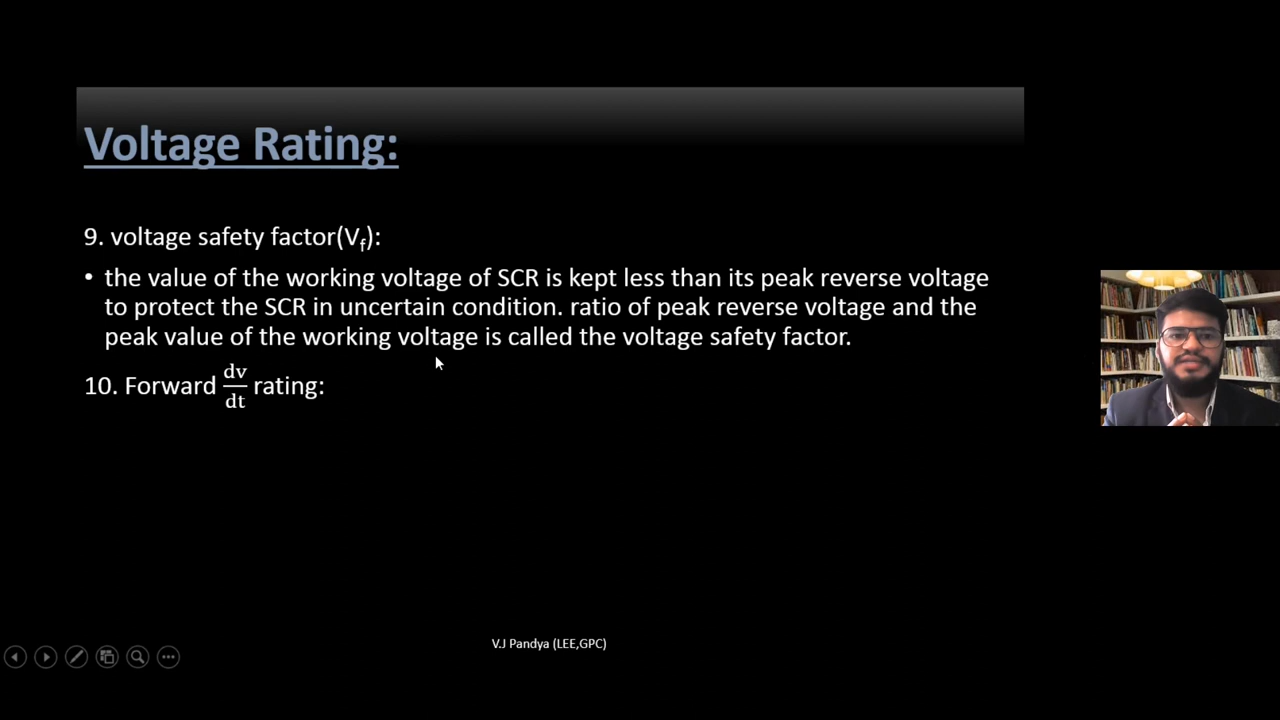 Voltage Rating:
9. voltage safety factor(Vf):
• the value of the working voltage of SCR is kept less than its peak reverse voltage
to protect the SCR in uncertain condition. ratio of peak reverse voltage and the
peak value of the working voltage is called the voltage safety factor.
10. Forward dv/dt rating:
V.J Pandya (LEE,GPC)